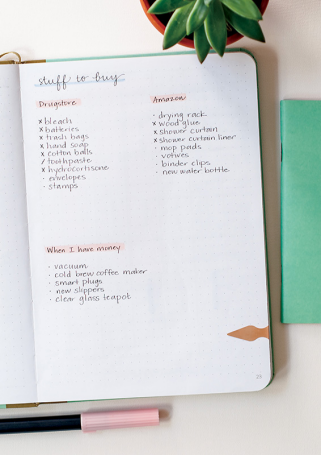 stuff to buy
Drugstore
x bleach
x batteries
x trash bags
x hand soap
x cotton balls
/ toothpaste
x hydrocortisone
· envelopes
· stamps
Amazon
· drying rack
x wood glue
x shower curtain
x shower curtain liner
· mop pads
· votives
· binder clips
· new water bottle
When I have money
· vacuum
· cold brew coffee maker
· smart plugs
· new slippers
· clear glass teapot